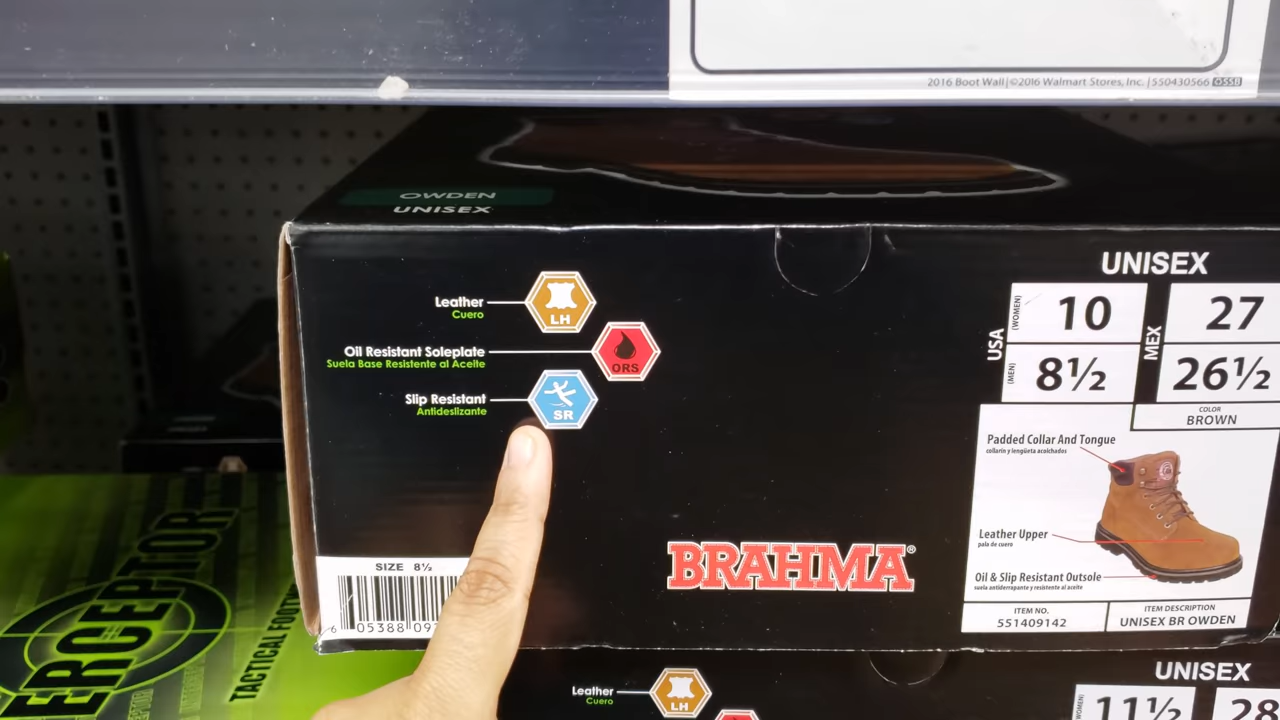 2016 Boot Wall | ©2016 Walmart Stores, Inc. | 550430566 OSSB
OWDEN
UNISEX
Leather
Cuero
LH
Oil Resistant Soleplate
Suela Base Resistente al Aceite
ORS
Slip Resistant
Antideslizante
SR
SIZE 8½
6 05388 09
BRAHMA®
UNISEX
USA
(WOMEN)
10
(MEN)
8½
MEX
27
26½
COLOR
BROWN
Padded Collar And Tongue
collarín y lengüeta acolchados
Leather Upper
pala de cuero
Oil & Slip Resistant Outsole
suela antiderrapante y resistente al aceite
ITEM NO.
551409142
ITEM DESCRIPTION
UNISEX BR OWDEN
ERCEPTOR
TACTICAL FOOT
Leather
Cuero
LH
UNISEX
(WOMEN)
11½
28